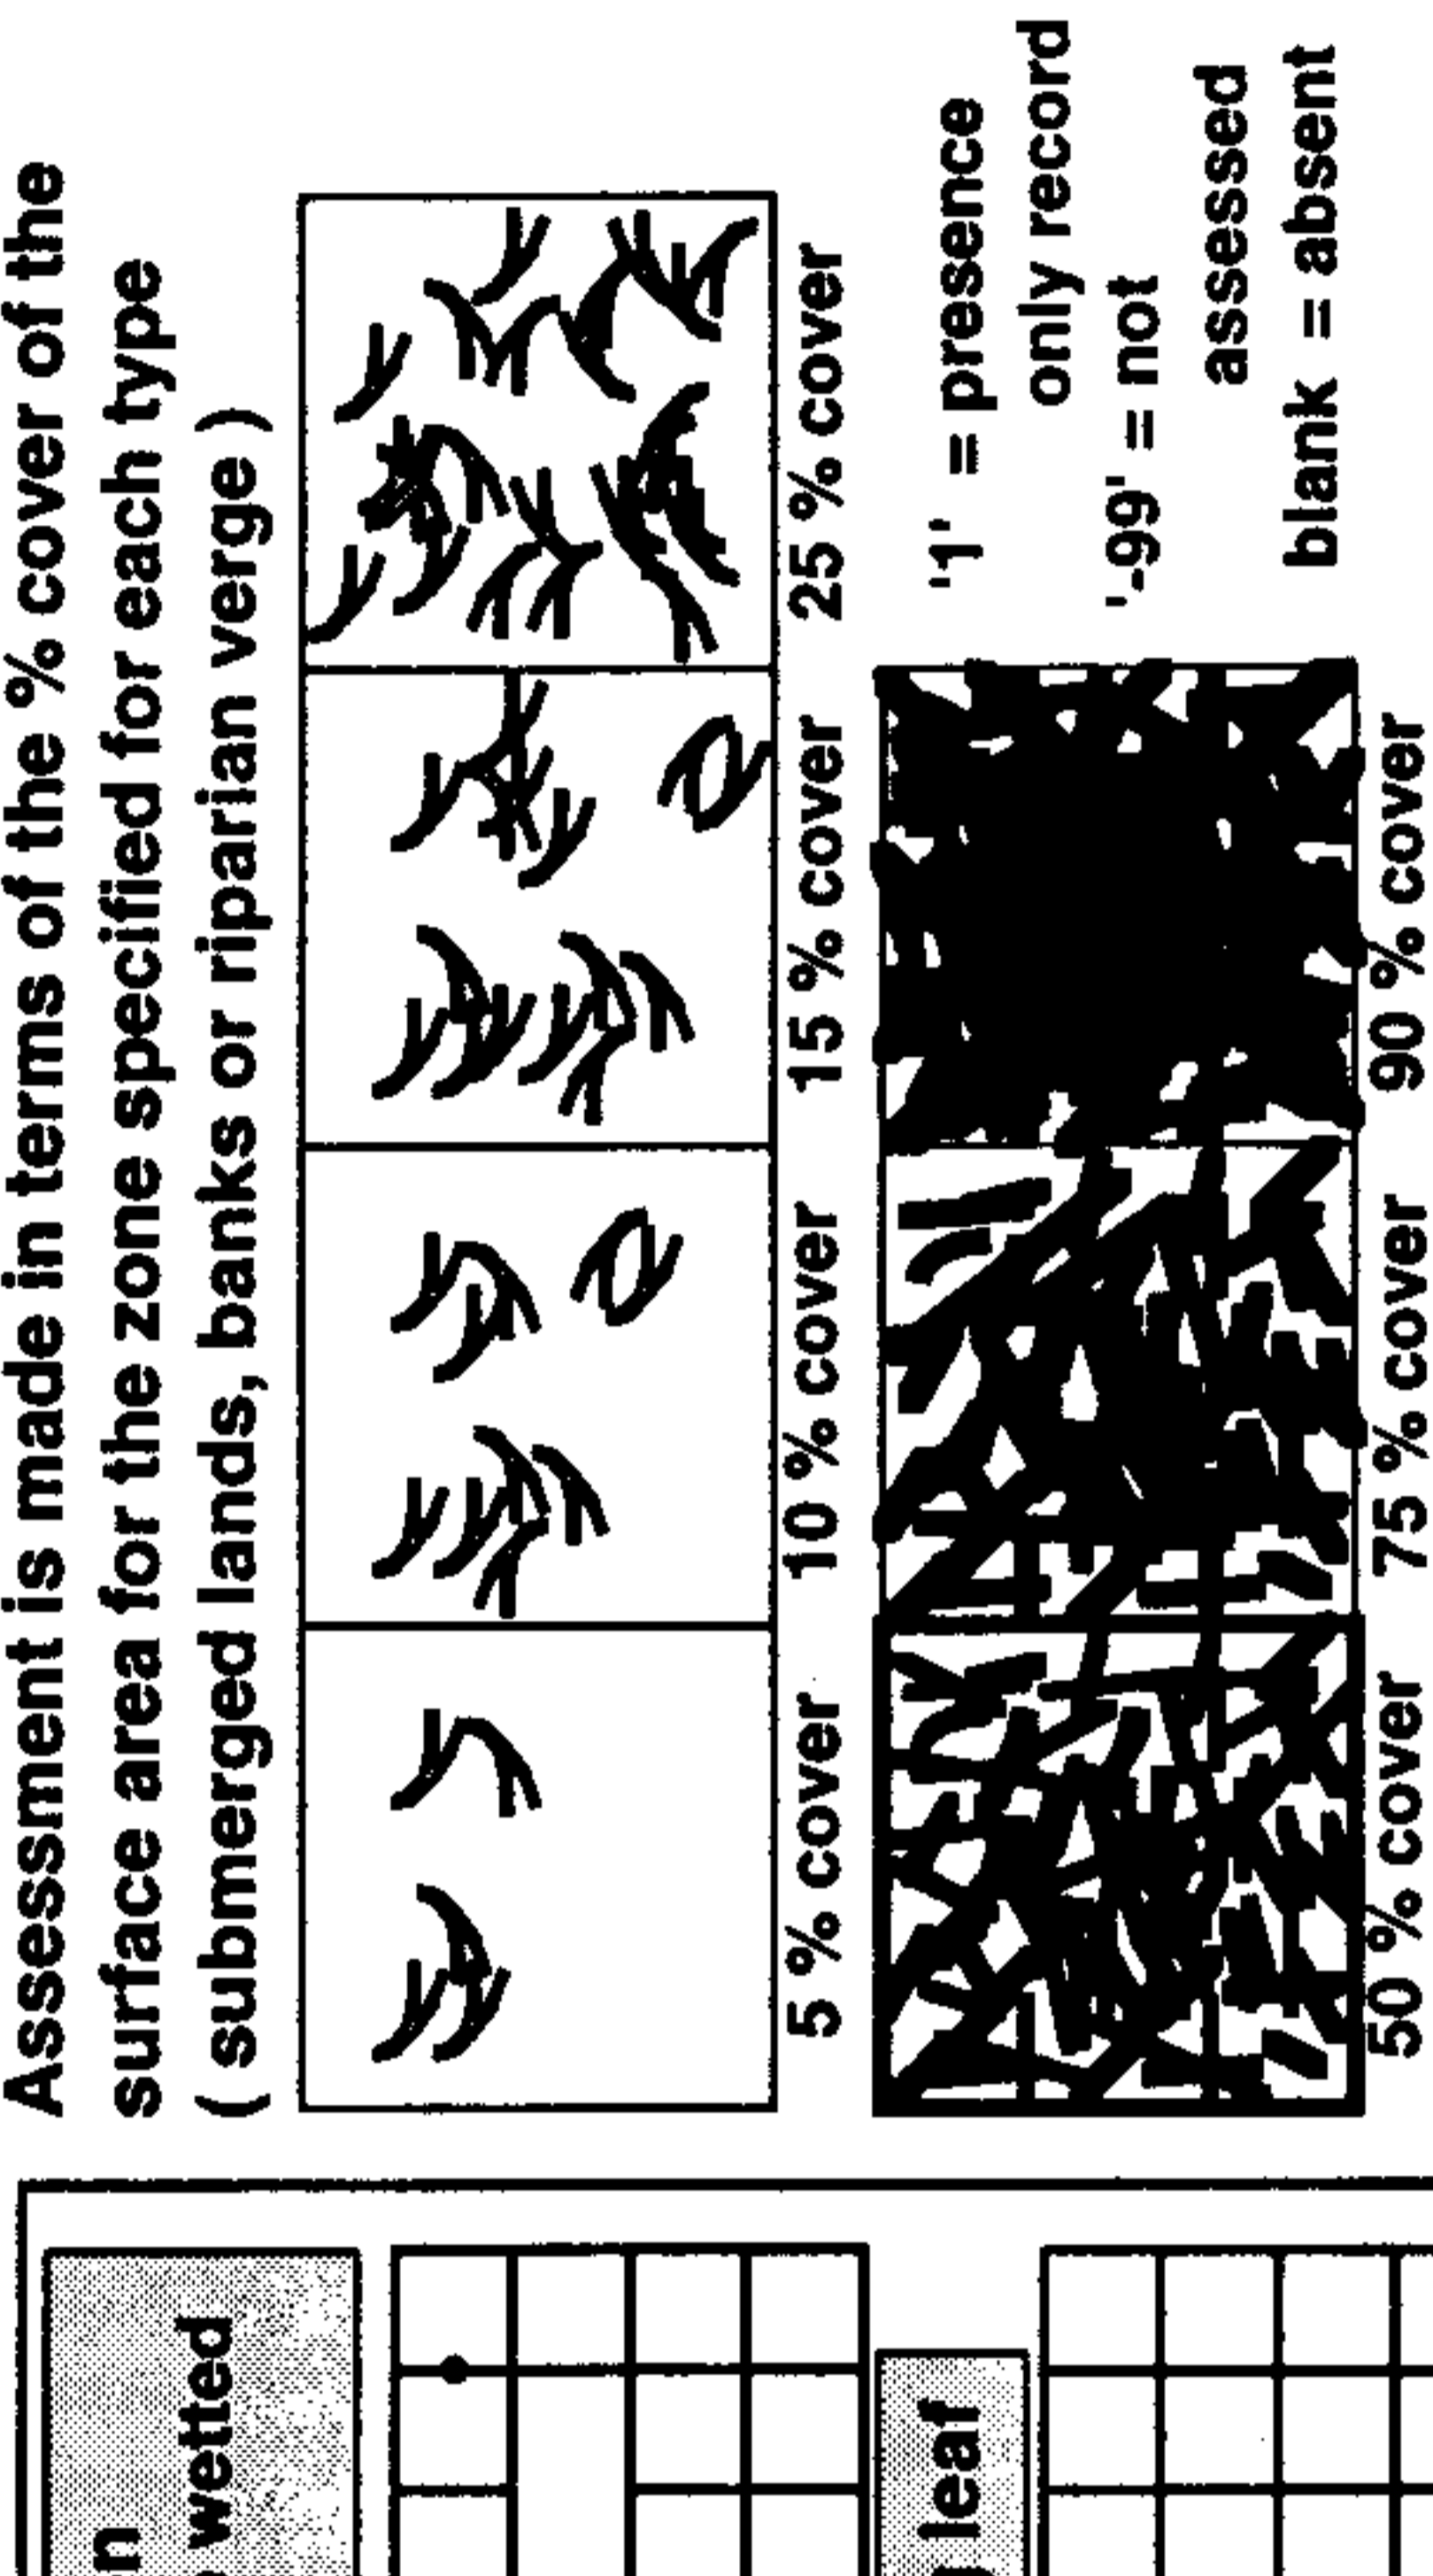 Assessment is made in terms of the % cover of the
surface area for the zone specified for each type
( submerged lands, banks or riparian verge )
5 % cover
10 % cover
15 % cover
25 % cover
'1' = presence
only record
'-99' = not
assessed
blank = absent
50 % cover
75 % cover
90 % cover
wetted
leaf